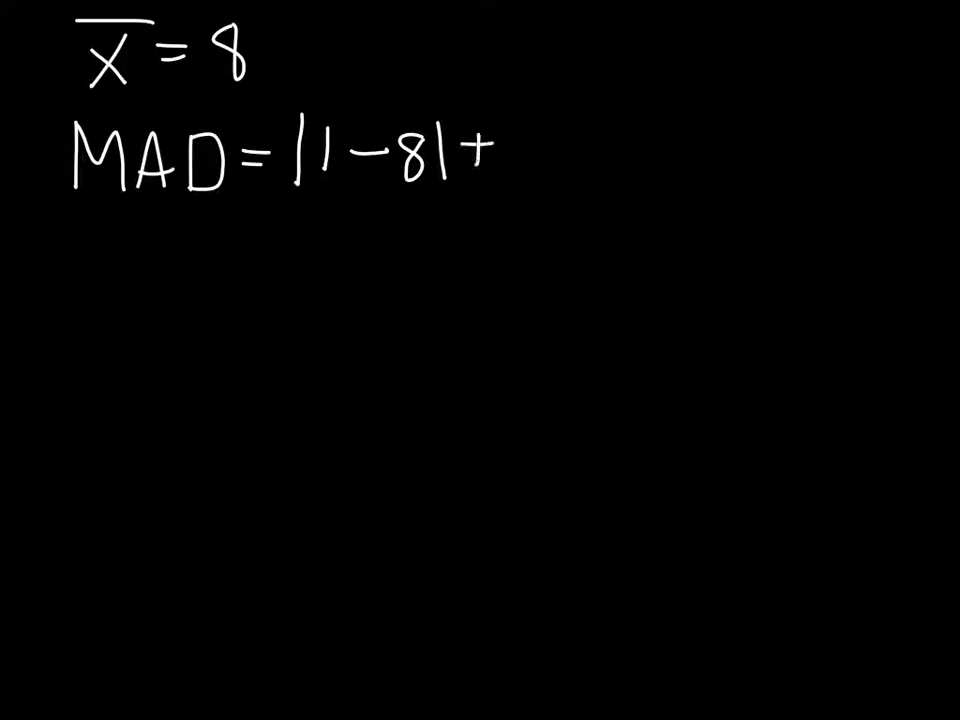 x̅ = 8
MAD = |1 - 8| +